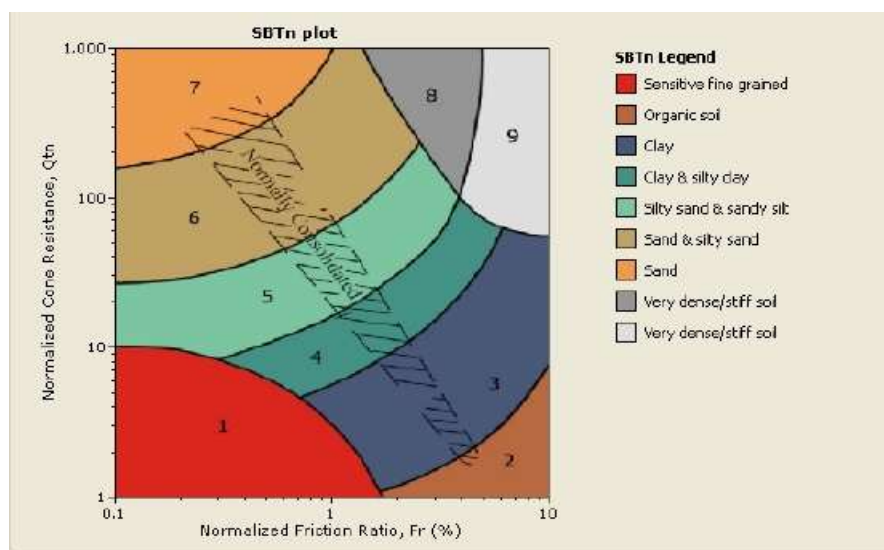 SBTn plot
1.000
100
10
1
0.1
1
10
Normalized Cone Resistance, Qtn
Normalized Friction Ratio, Fr (%)
7
8
9
6
Normally Consolidated
5
4
3
1
2
SBTn Legend
Sensitive fine grained
Organic soil
Clay
Clay & silty clay
Silty sand & sandy silt
Sand & silty sand
Sand
Very dense/stiff soil
Very dense/stiff soil